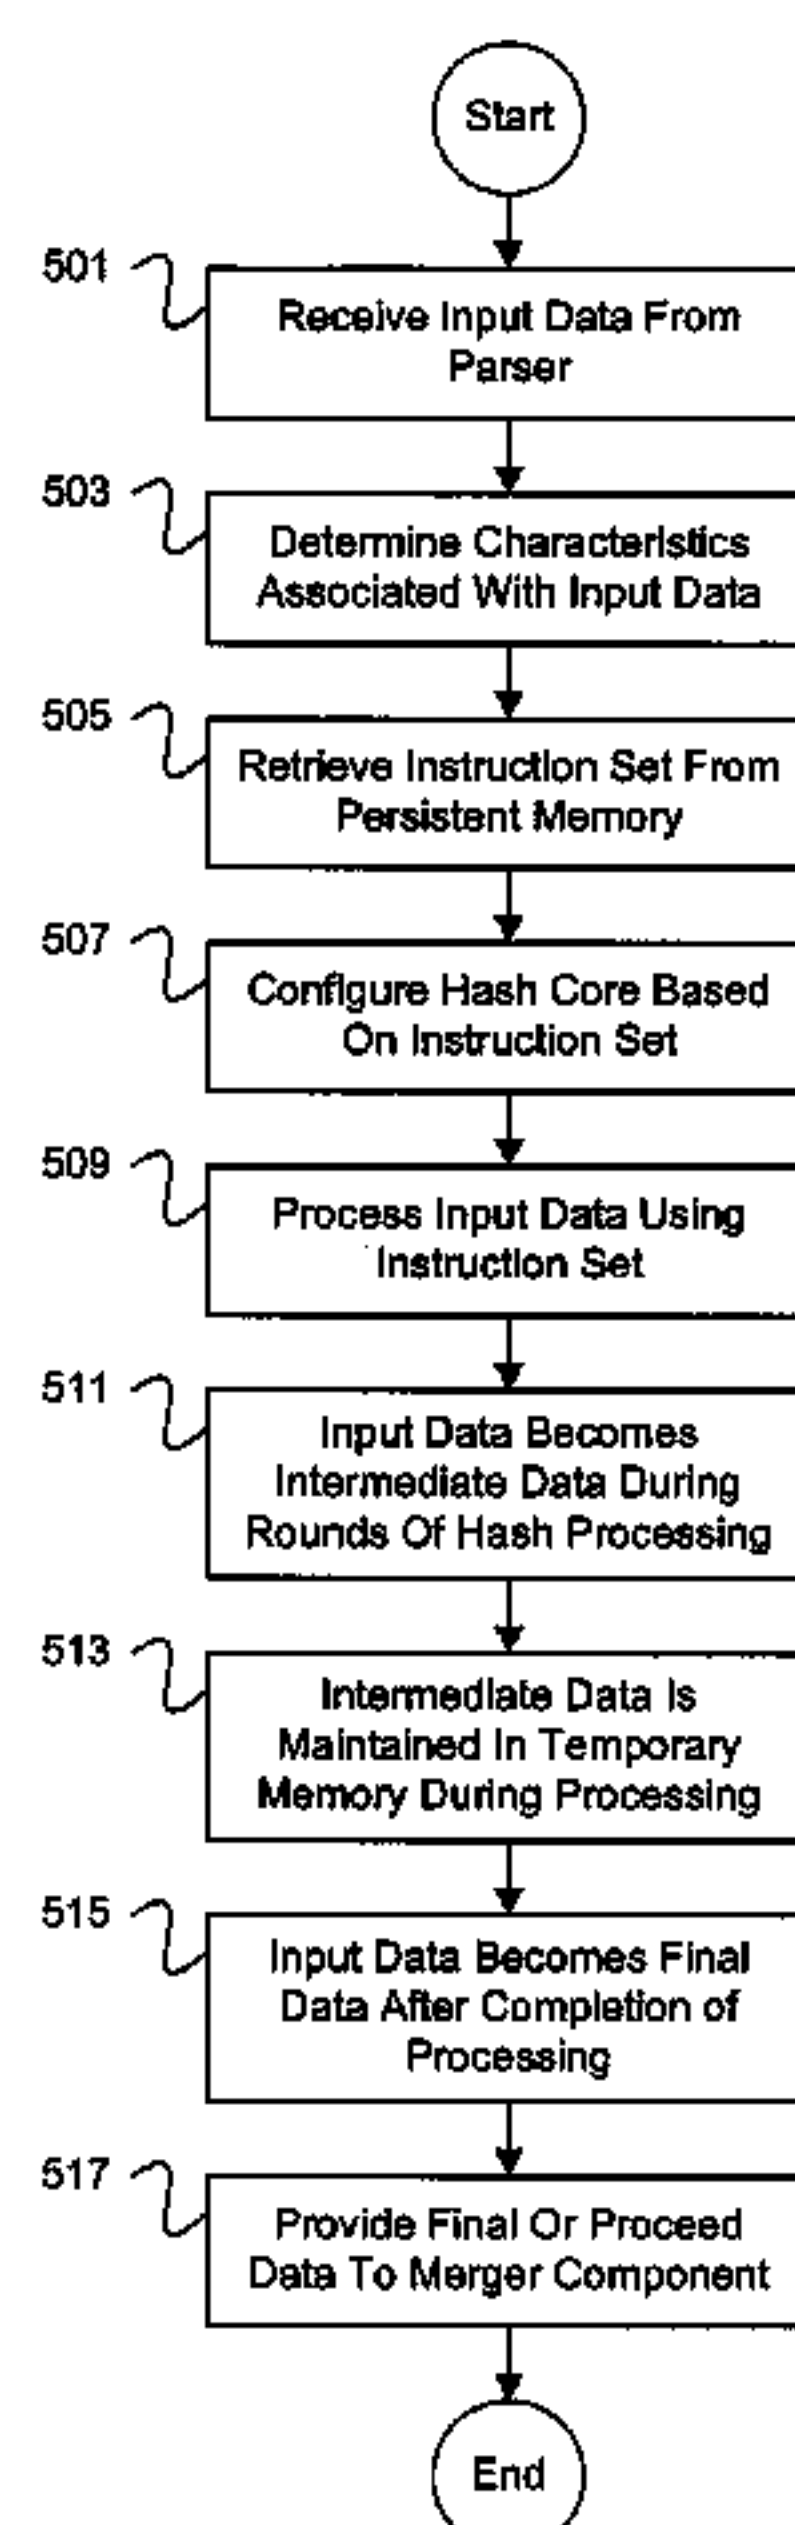 Start
501
Receive Input Data From
Parser
503
Determine Characteristics
Associated With Input Data
505
Retrieve Instruction Set From
Persistent Memory
507
Configure Hash Core Based
On Instruction Set
509
Process Input Data Using
Instruction Set
511
Input Data Becomes
Intermediate Data During
Rounds Of Hash Processing
513
Intermediate Data Is
Maintained In Temporary
Memory During Processing
515
Input Data Becomes Final
Data After Completion of
Processing
517
Provide Final Or Proceed
Data To Merger Component
End